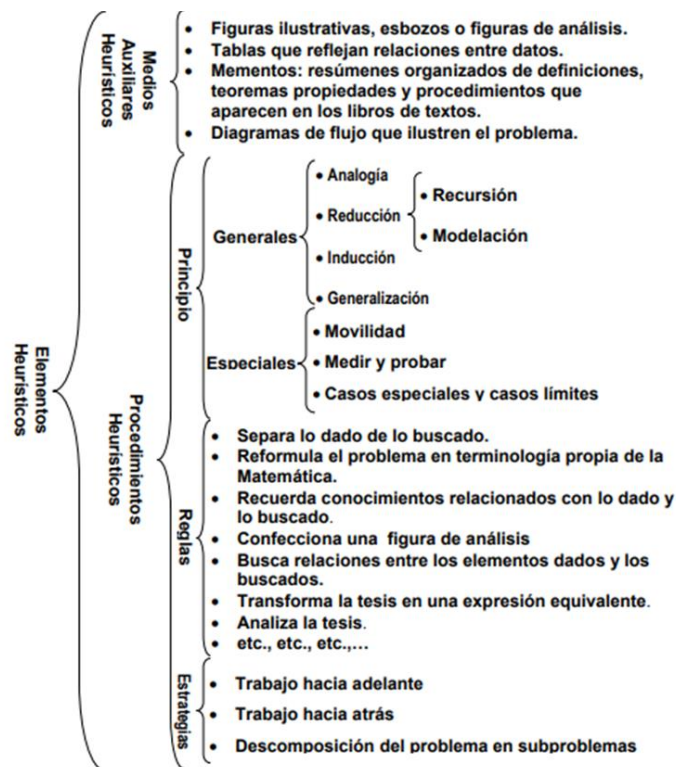 Elementos
Heurísticos
Medios
Auxiliares
Heurísticos
• Figuras ilustrativas, esbozos o figuras de análisis.
• Tablas que reflejan relaciones entre datos.
• Mementos: resúmenes organizados de definiciones,
teoremas propiedades y procedimientos que
aparecen en los libros de textos.
• Diagramas de flujo que ilustren el problema.
Procedimientos
Heurísticos
Principio
Generales
• Analogía
• Reducción
• Recursión
• Modelación
• Inducción
• Generalización
Especiales
• Movilidad
• Medir y probar
• Casos especiales y casos límites
Reglas
• Separa lo dado de lo buscado.
• Reformula el problema en terminología propia de la
Matemática.
• Recuerda conocimientos relacionados con lo dado y
lo buscado.
• Confecciona una figura de análisis
• Busca relaciones entre los elementos dados y los
buscados.
• Transforma la tesis en una expresión equivalente.
• Analiza la tesis.
• etc., etc., etc.,…
Estrategias
• Trabajo hacia adelante
• Trabajo hacia atrás
• Descomposición del problema en subproblemas